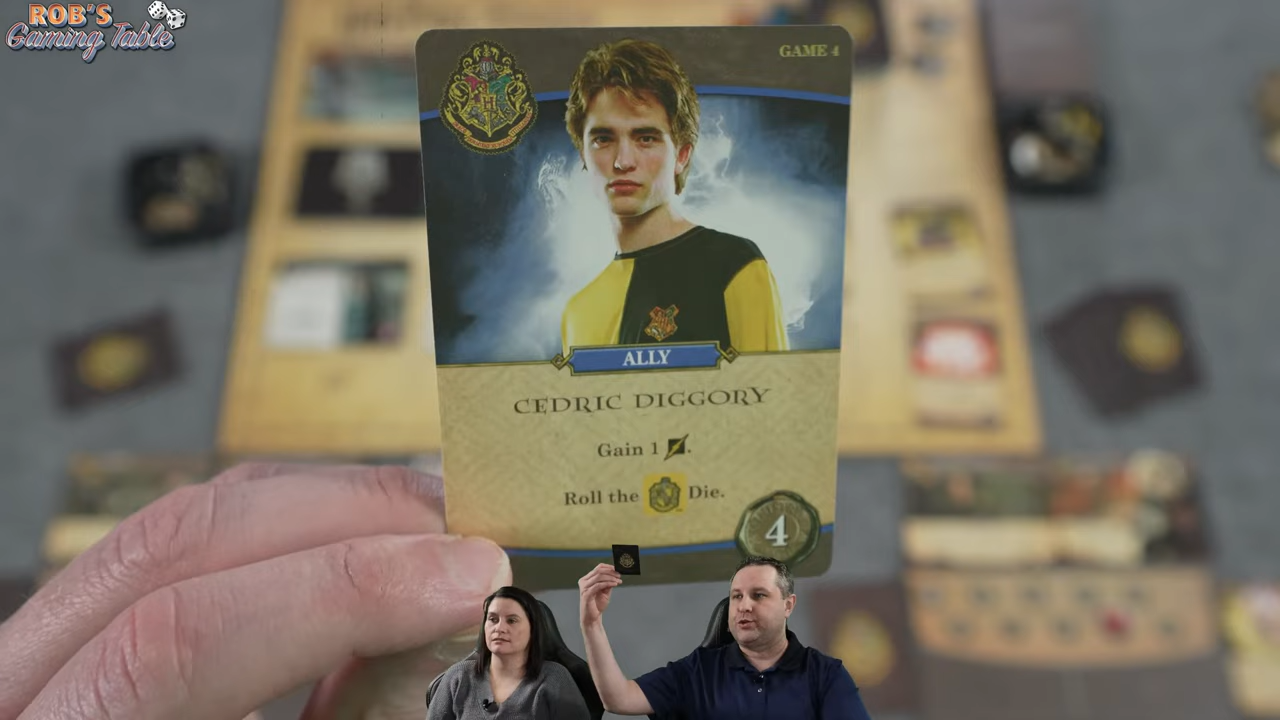 ROB'S
Gaming Table
GAME 4
ALLY
CEDRIC DIGGORY
Gain 1 .
Roll the Die.
4